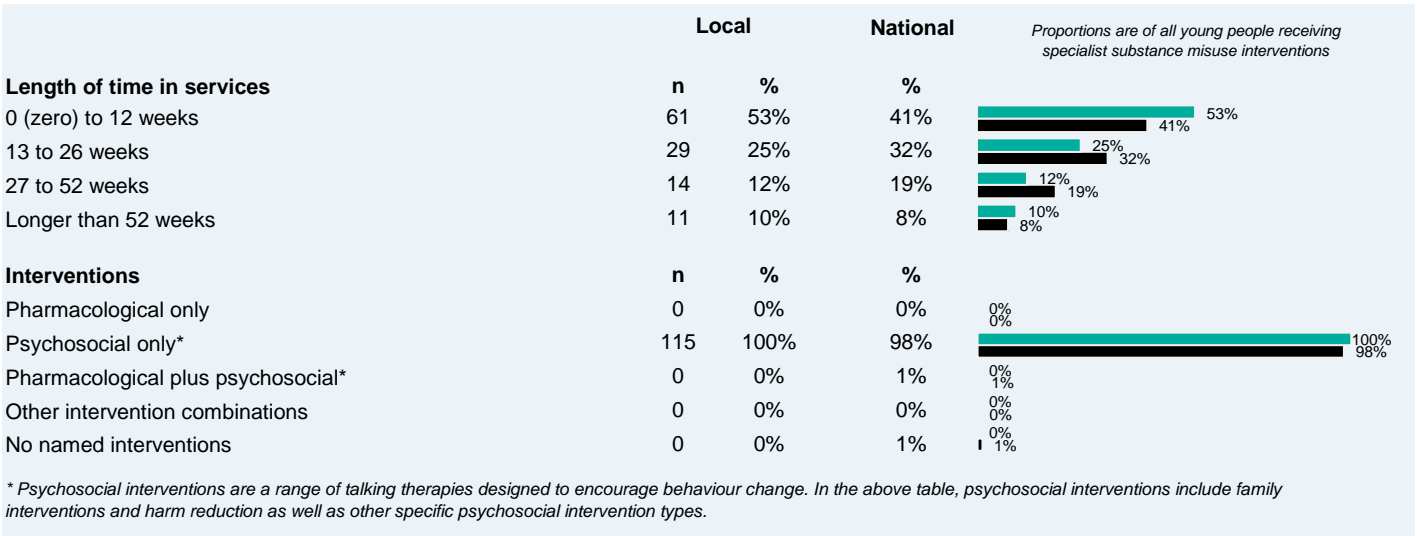 Local National Proportions are of all young people receiving
specialist substance misuse interventions
Length of time in services n % %
0 (zero) to 12 weeks 61 53% 41% 53%
41%
13 to 26 weeks 29 25% 32% 25%
32%
27 to 52 weeks 14 12% 19% 12%
19%
Longer than 52 weeks 11 10% 8% 10%
8%
Interventions n % %
Pharmacological only 0 0% 0% 0%
0%
Psychosocial only* 115 100% 98% 100%
98%
Pharmacological plus psychosocial* 0 0% 1% 0%
1%
Other intervention combinations 0 0% 0% 0%
0%
No named interventions 0 0% 1% 0%
1%
* Psychosocial interventions are a range of talking therapies designed to encourage behaviour change. In the above table, psychosocial interventions include family
interventions and harm reduction as well as other specific psychosocial intervention types.